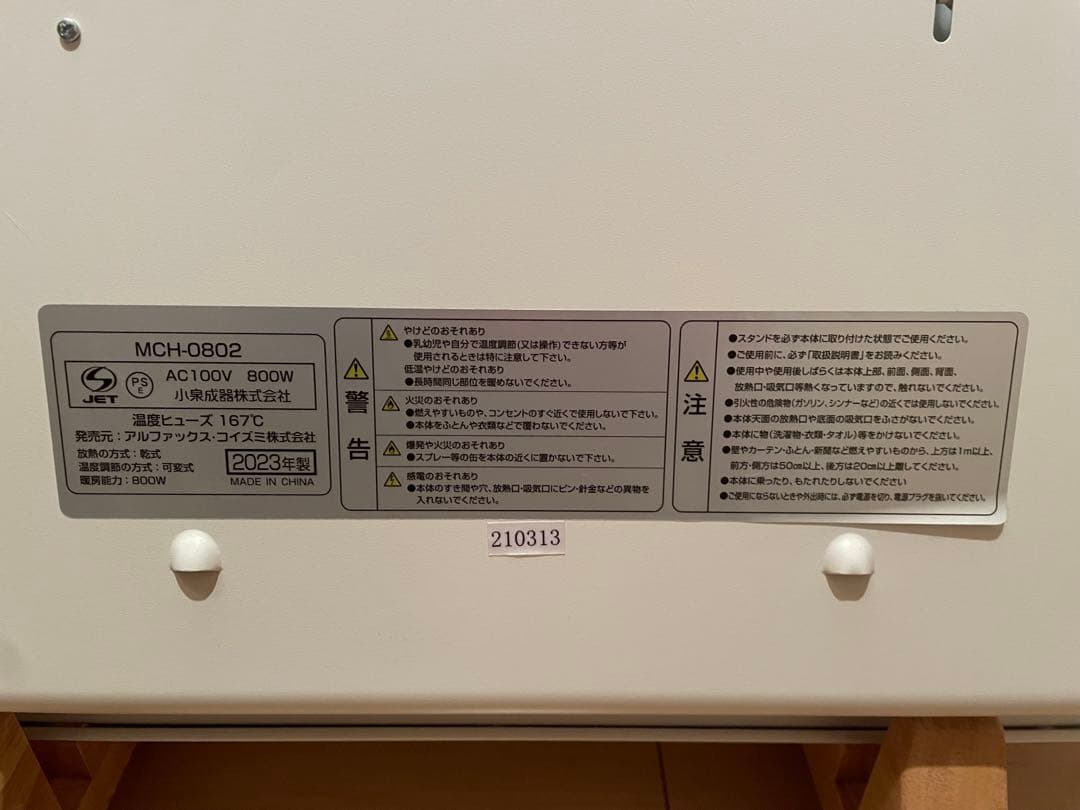 MCH-0802
JET
PS
E
AC100V 800W
小泉成器株式会社
温度ヒューズ 167℃
発売元：アルファックス・コイズミ株式会社
放熱の方式：乾式
温度調節の方式：可変式
暖房能力：800W
2023年製
MADE IN CHINA
警告
やけどのおそれあり
●乳幼児や自分で温度調節(又は操作)できない方等が
使用されるときは特に注意して下さい。
低温やけどのおそれあり
●長時間同じ部位を暖めないでください。
火災のおそれあり
●燃えやすいものや、コンセントのすぐ近くで使用しないで下さい。
●本体をふとんや衣類などで覆わないでください。
爆発や火災のおそれあり
●スプレー等の缶を本体の近くに置かないで下さい。
感電のおそれあり
●本体のすき間や穴、放熱口・吸気口にピン・針金などの異物を
入れないでください。
注意
●スタンドを必ず本体に取り付けた状態でご使用ください。
●ご使用前に、必ず「取扱説明書」をお読みください。
●使用中や使用後しばらくは本体上部、前面、側面、背面、
放熱口・吸気口等熱くなっていますので、触れないでください。
●引火性の危険物(ガソリン、シンナーなど)の近くでは使用しないでください。
●本体天面の放熱口や底面の吸気口をふさがないでください。
●本体に物(洗濯物・衣類・タオル)等をかけないでください。
●壁やカーテン・ふとん・新聞など燃えやすいものから、上方は1m以上、
前方・側方は50cm以上、後方は20cm以上離してください。
●本体に乗ったり、もたれたりしないでください
●ご使用にならないときや外出時には、必ず電源を切り、電源プラグを抜いてください。
210313